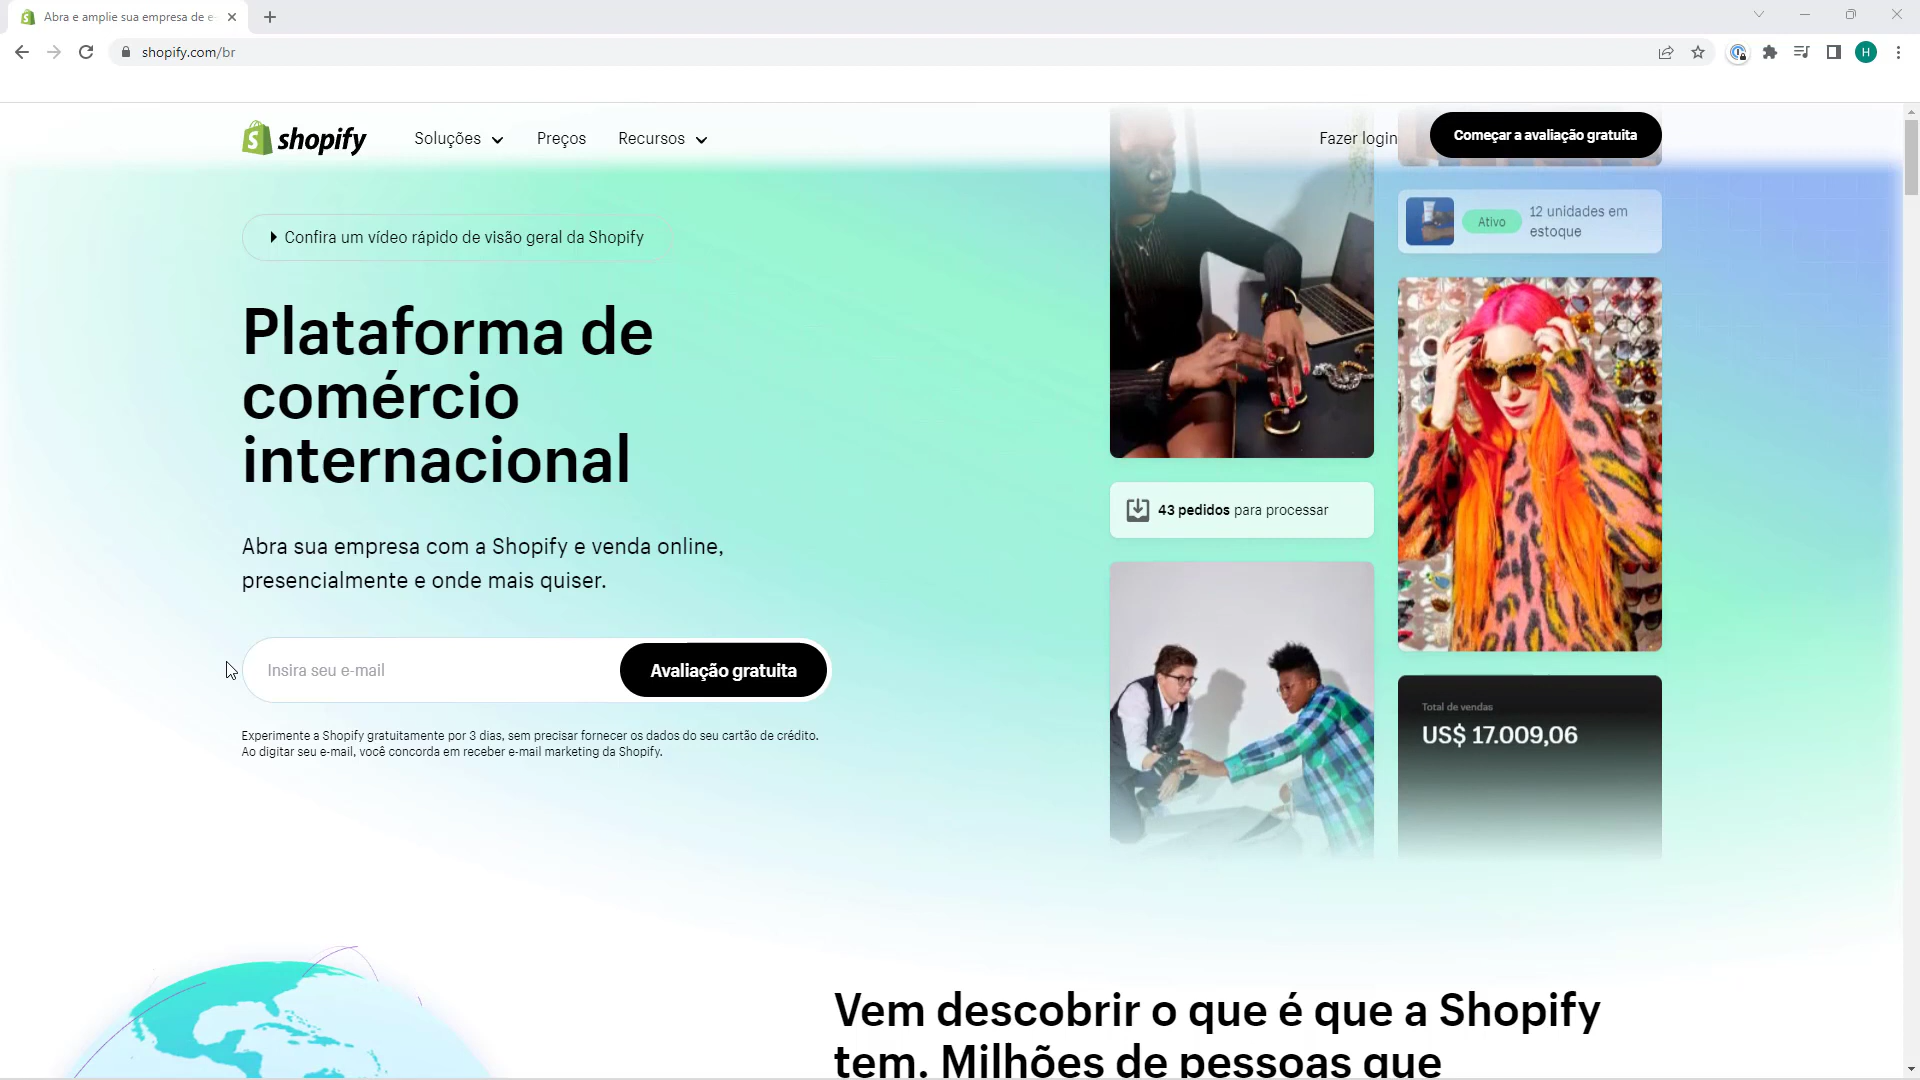 Abra e amplie sua empresa de e-
shopify.com/br
H
shopify
Soluções
Preços
Recursos
Fazer login
Começar a avaliação gratuita
Confira um vídeo rápido de visão geral da Shopify
Plataforma de
comércio
internacional
Abra sua empresa com a Shopify e venda online,
presencialmente e onde mais quiser.
Insira seu e-mail
Avaliação gratuita
Experimente a Shopify gratuitamente por 3 dias, sem precisar fornecer os dados do seu cartão de crédito.
Ao digitar seu e-mail, você concorda em receber e-mail marketing da Shopify.
Ativo
12 unidades em
estoque
43 pedidos para processar
Total de vendas
US$ 17.009,06
Vem descobrir o que é que a Shopify
tem. Milhões de pessoas que